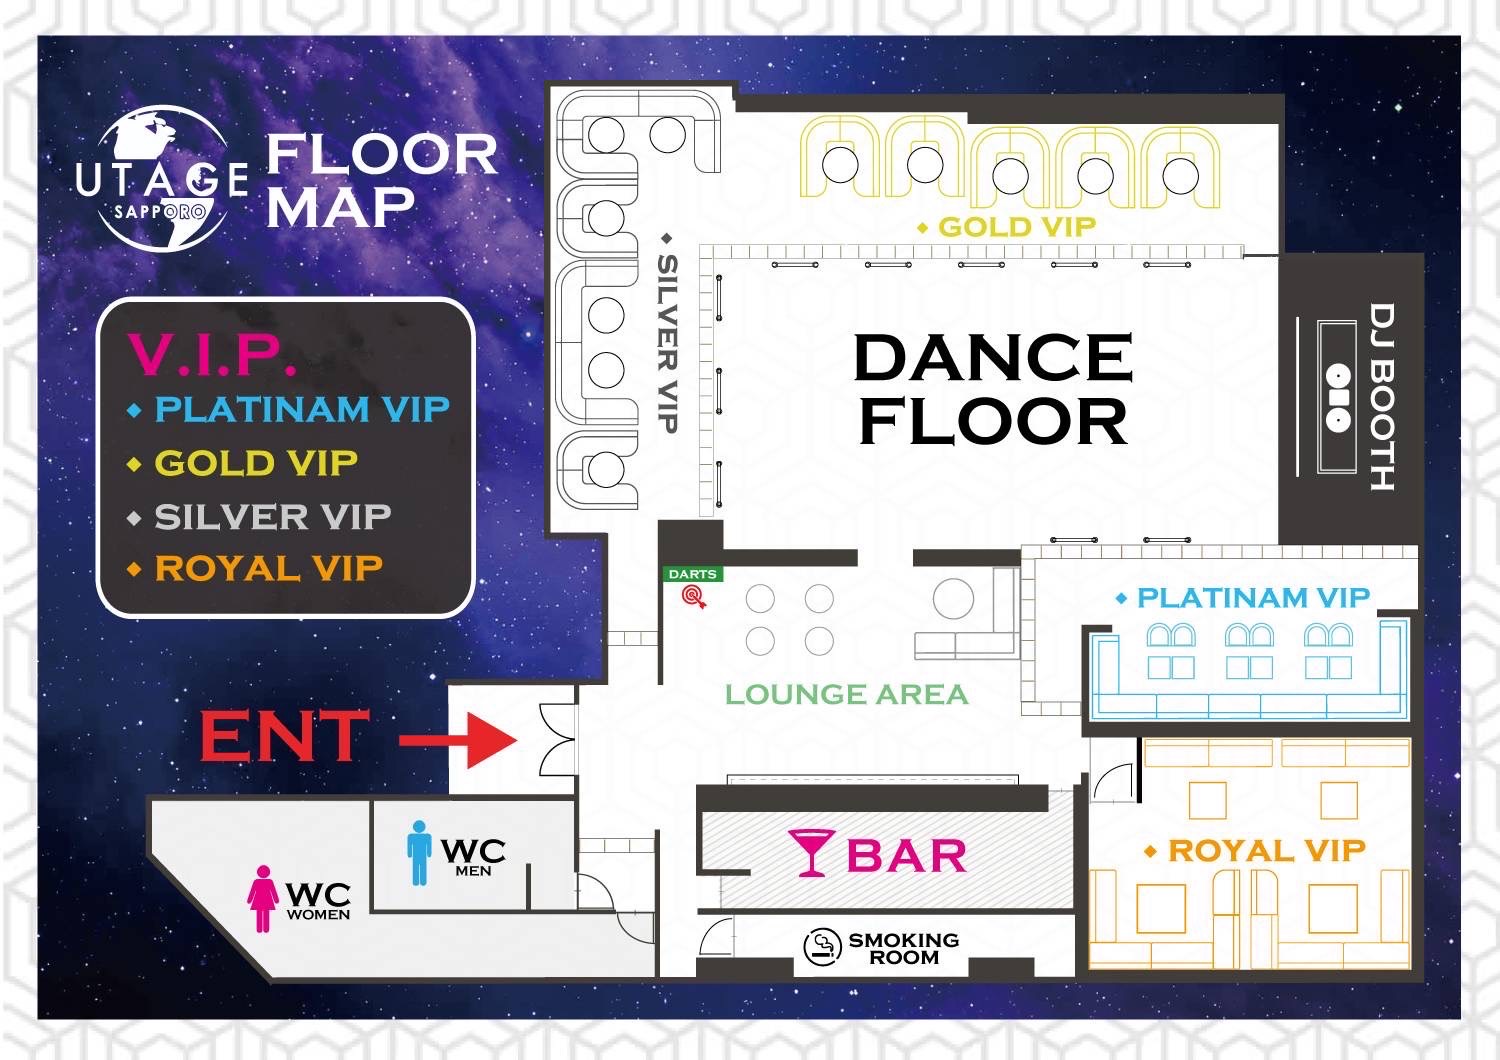 UTAGE
SAPPORO
FLOOR
MAP
V.I.P.
PLATINAM VIP
GOLD VIP
SILVER VIP
ROYAL VIP
GOLD VIP
SILVER VIP
DANCE
FLOOR
DJ BOOTH
DARTS
PLATINAM VIP
LOUNGE AREA
ENT
BAR
ROYAL VIP
WC
MEN
WC
WOMEN
SMOKING
ROOM